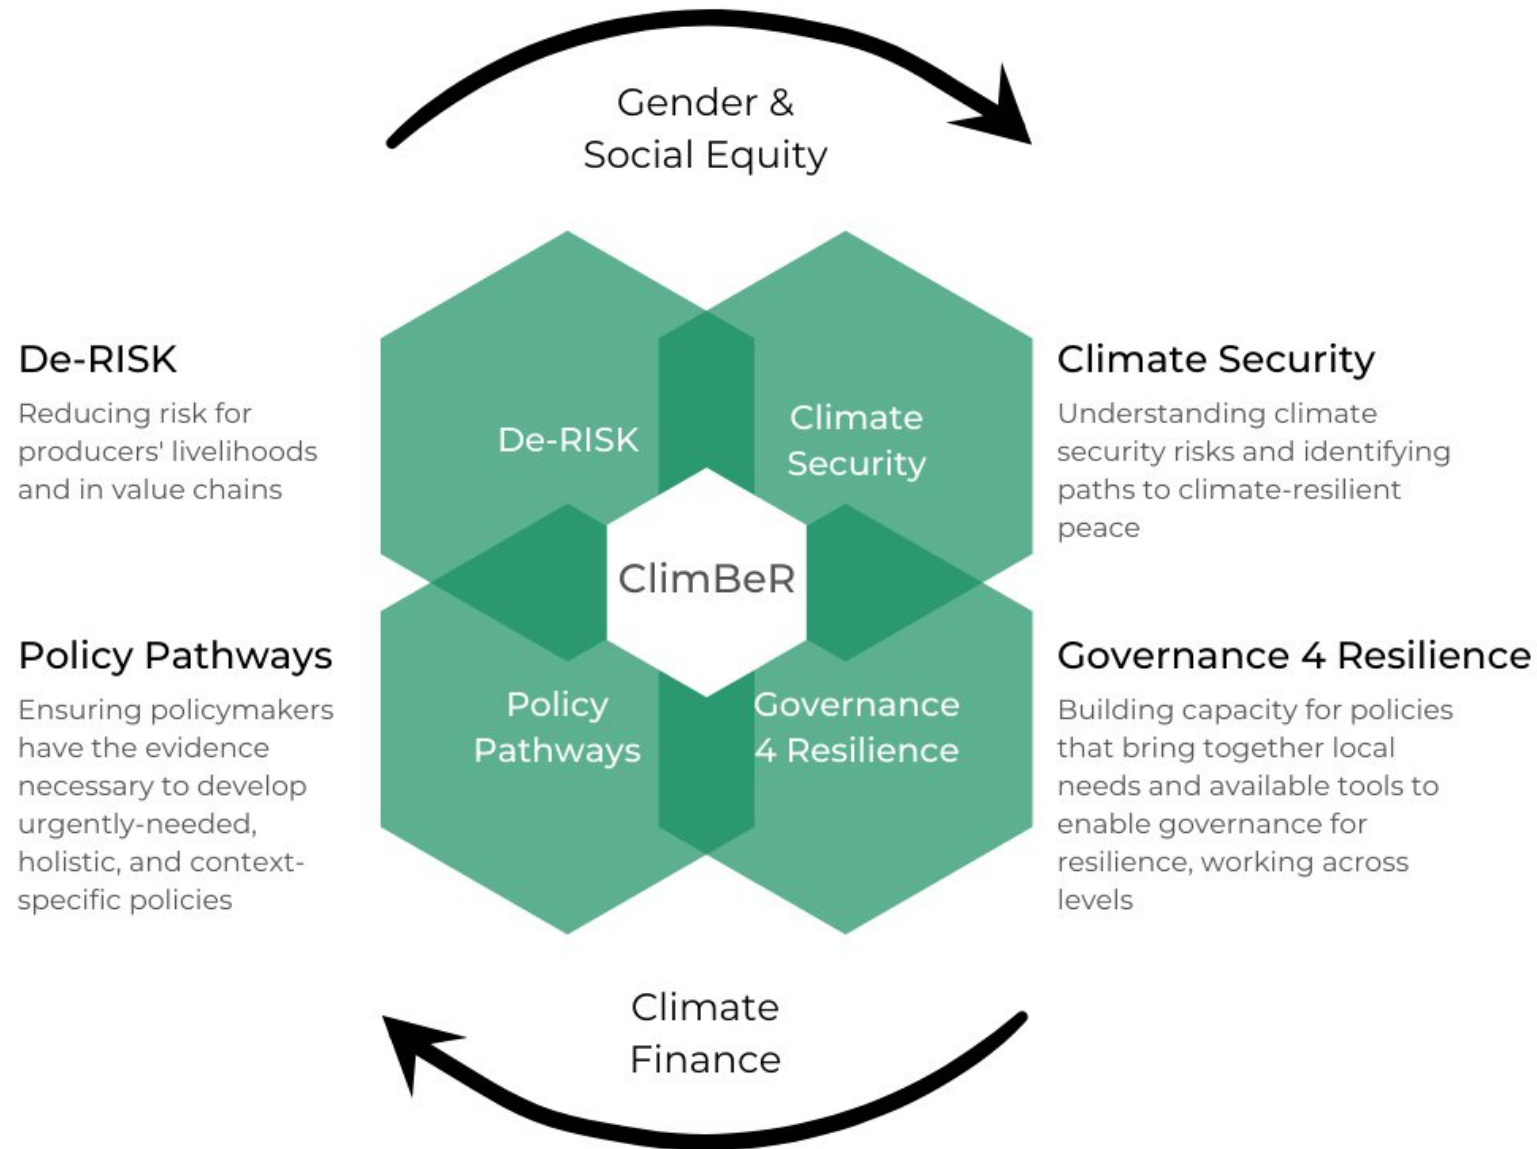 Gender &
Social Equity
De-RISK
Reducing risk for
producers' livelihoods
and in value chains
Policy Pathways
Ensuring policymakers
have the evidence
necessary to develop
urgently-needed,
holistic, and context-
specific policies
De-RISK
Climate
Security
ClimBeR
Policy
Pathways
Governance
4 Resilience
Climate Security
Understanding climate
security risks and identifying
paths to climate-resilient
peace
Governance 4 Resilience
Building capacity for policies
that bring together local
needs and available tools to
enable governance for
resilience, working across
levels
Climate
Finance